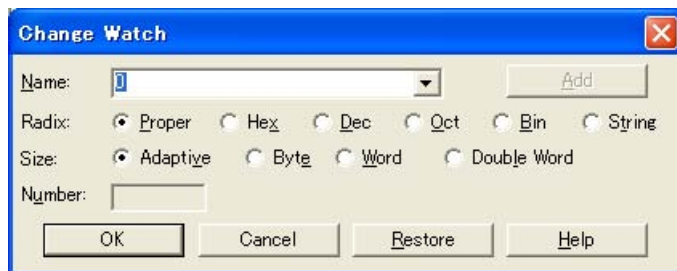 Change Watch
Name: 0 Add
Radix: Proper Hex Dec Oct Bin String
Size: Adaptive Byte Word Double Word
Number:
OK Cancel Restore Help